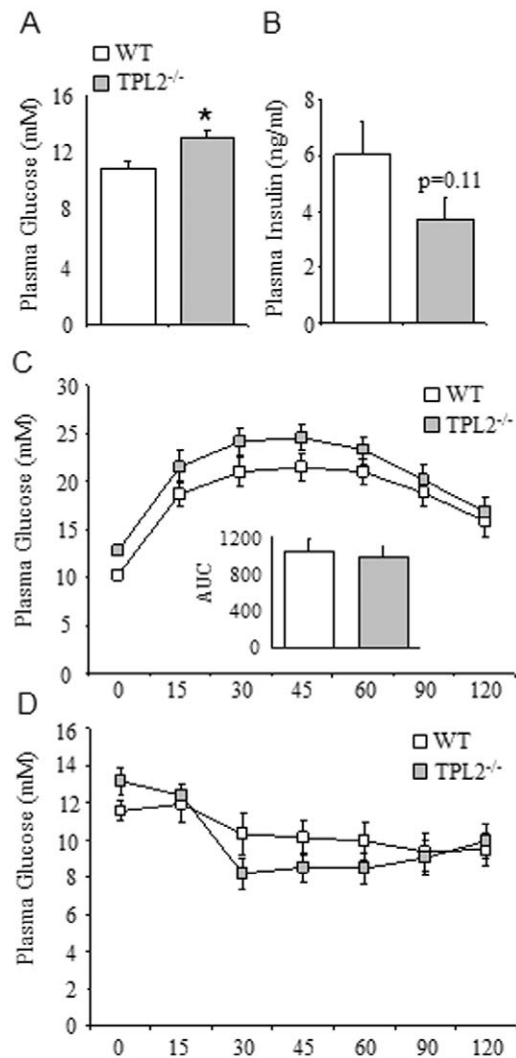 A
WT
TPL2-/-
Plasma Glucose (mM)
16
12
8
4
0
*
B
Plasma Insulin (ng/ml)
8
6
4
2
0
p=0.11
C
Plasma Glucose (mM)
30
25
20
15
10
5
0
WT
TPL2-/-
AUC
1200
800
400
0
0 15 30 45 60 90 120
D
Plasma Glucose (mM)
16
14
12
10
8
6
4
2
0
WT
TPL2-/-
0 15 30 45 60 90 120